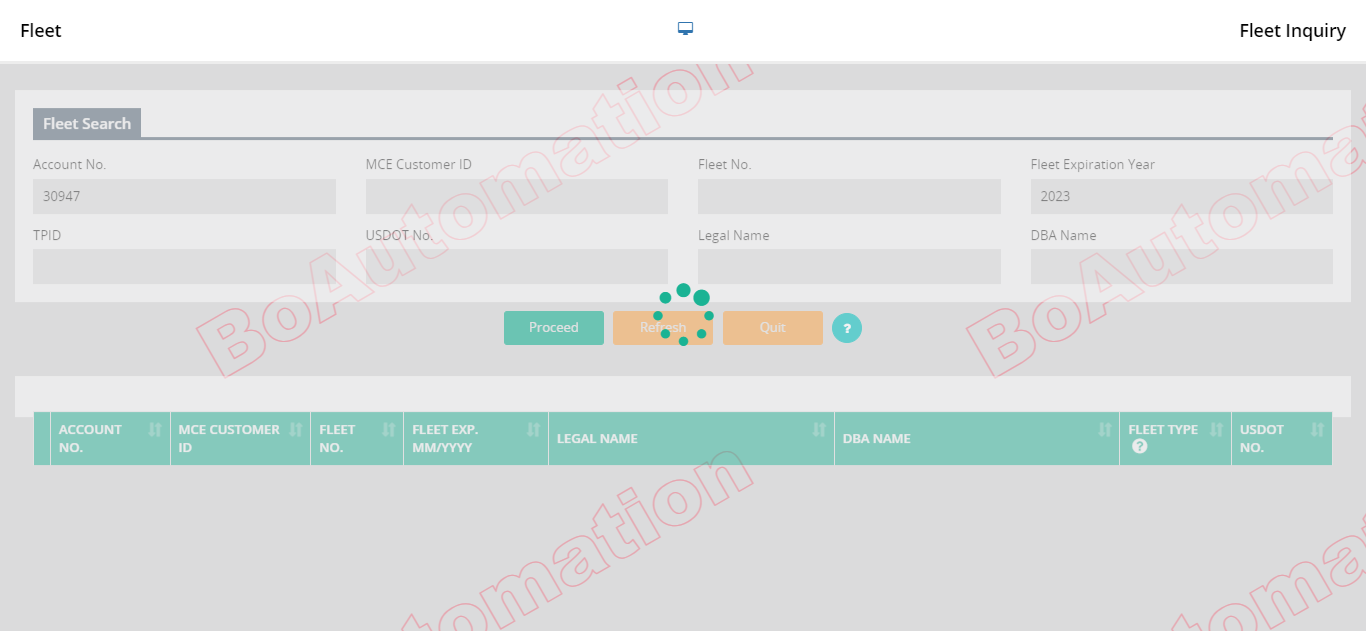 Fleet
Fleet Inquiry
Fleet Search
Account No.
MCE Customer ID
Fleet No.
Fleet Expiration Year
30947
2023
TPID
USDOT No.
Legal Name
DBA Name
Proceed
Refresh
Quit
?
ACCOUNT NO.
MCE CUSTOMER ID
FLEET NO.
FLEET EXP. MM/YYYY
LEGAL NAME
DBA NAME
FLEET TYPE ?
USDOT NO.
BoAutomation
BoAutomation
tomation
tomation